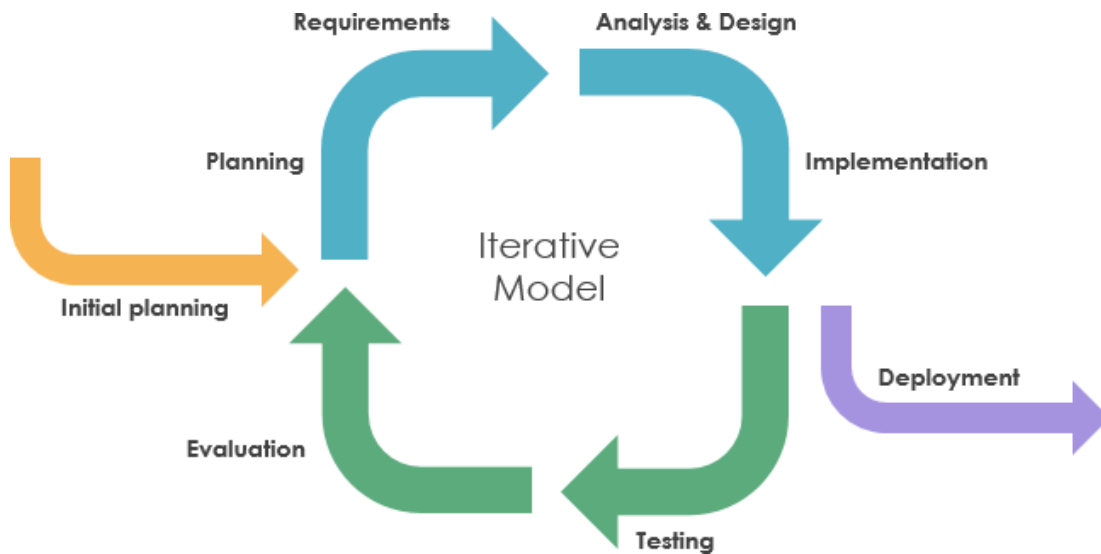 Requirements
Analysis & Design
Planning
Implementation
Iterative
Model
Initial planning
Deployment
Evaluation
Testing